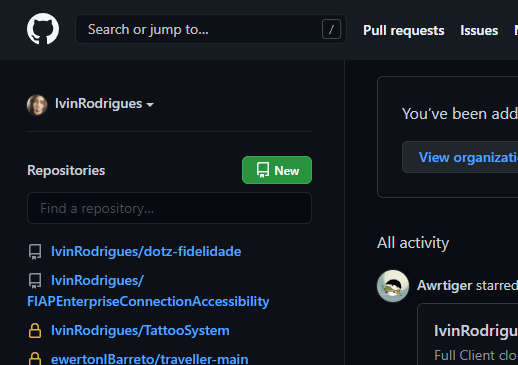 Search or jump to...
/
Pull requests Issues
IvinRodrigues
You've been add
View organizati
Repositories
New
Find a repository...
IvinRodrigues/dotz-fidelidade
IvinRodrigues/
FIAPEnterpriseConnectionAccessibility
IvinRodrigues/TattooSystem
ewertonlBarreto/traveller-main
All activity
Awrtiger starred
IvinRodrigu
Full Client clo